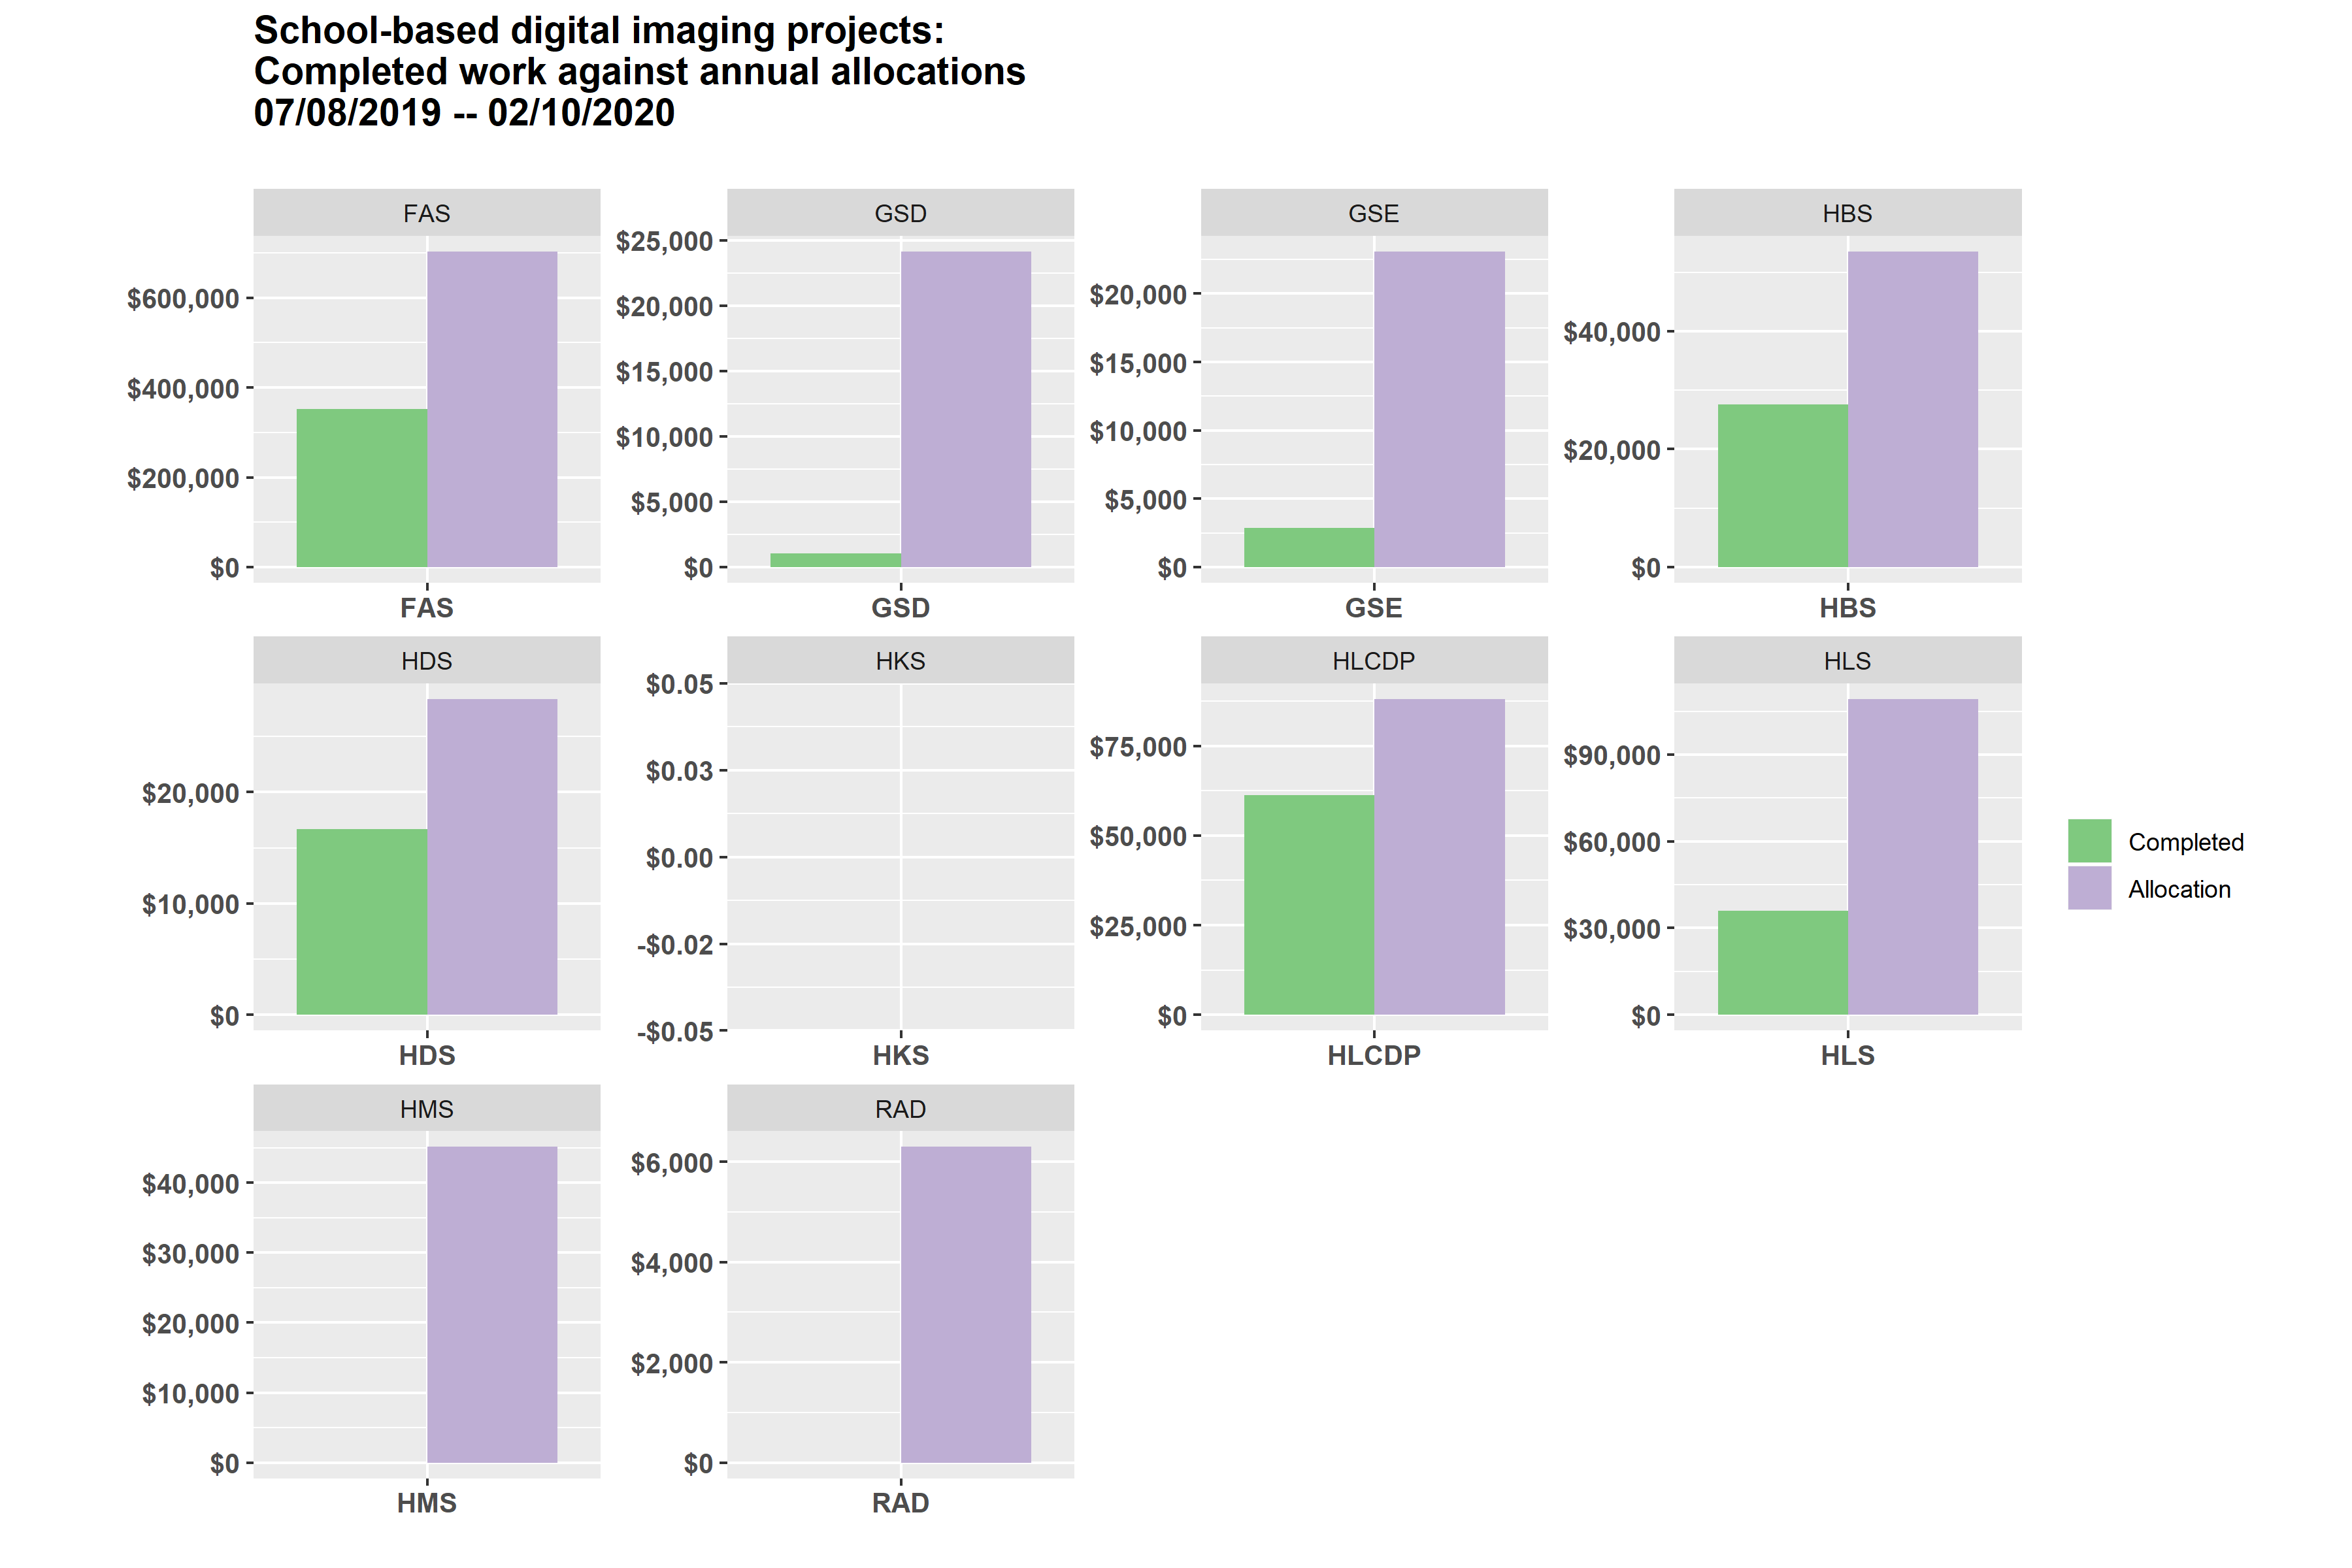 School-based digital imaging projects:
Completed work against annual allocations
07/08/2019 -- 02/10/2020
FAS
$600,000
$400,000
$200,000
$0
FAS
GSD
$25,000
$20,000
$15,000
$10,000
$5,000
$0
GSD
GSE
$20,000
$15,000
$10,000
$5,000
$0
GSE
HBS
$40,000
$20,000
$0
HBS
HDS
$20,000
$10,000
$0
HDS
HKS
$0.05
$0.03
$0.00
-$0.02
-$0.05
HKS
HLCDP
$75,000
$50,000
$25,000
$0
HLCDP
HLS
$90,000
$60,000
$30,000
$0
HLS
Completed
Allocation
HMS
$40,000
$30,000
$20,000
$10,000
$0
HMS
RAD
$6,000
$4,000
$2,000
$0
RAD